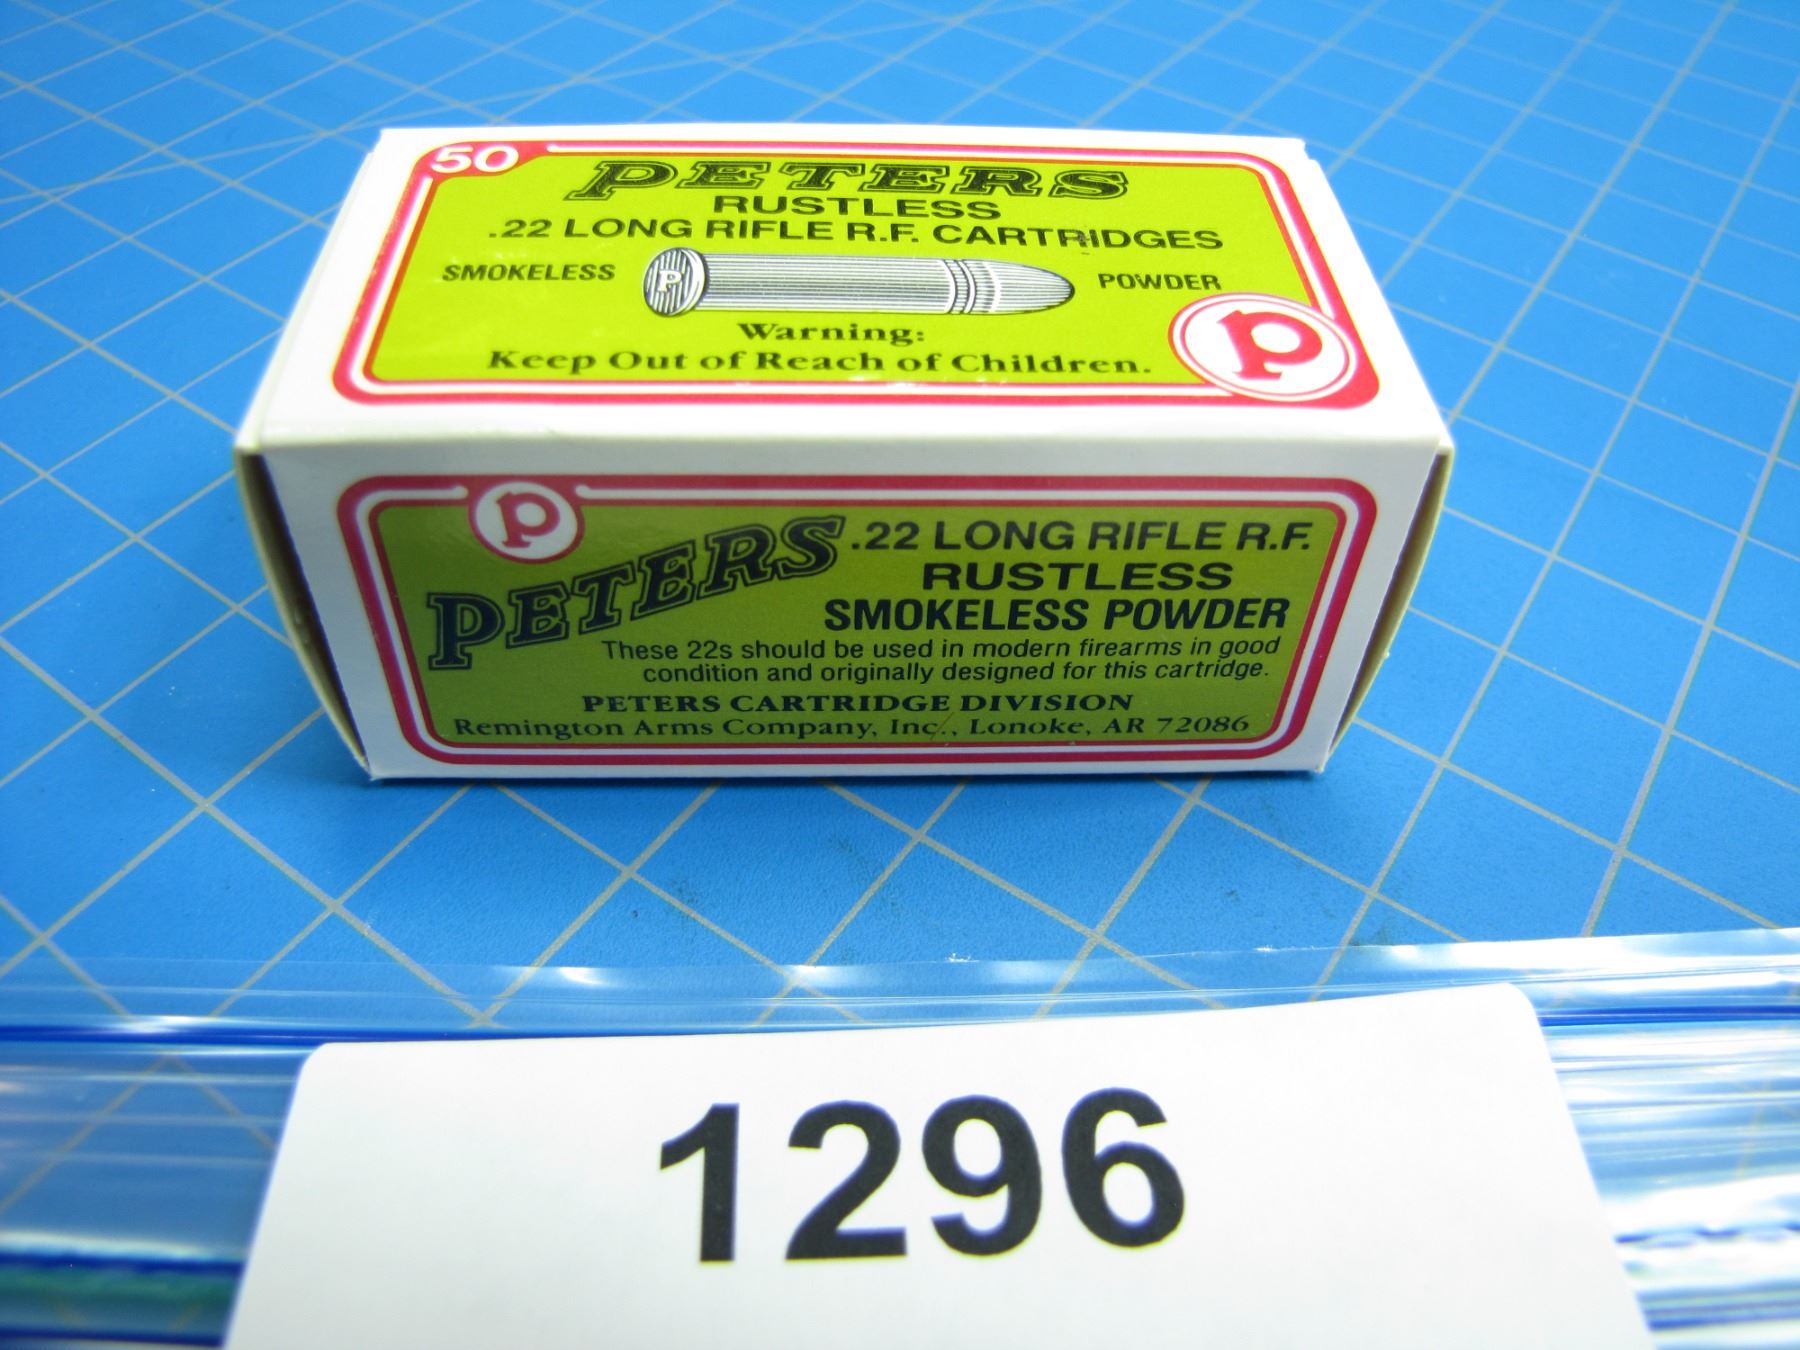 50
PETERS
RUSTLESS
.22 LONG RIFLE R.F. CARTRIDGES
SMOKELESS P POWDER
Warning:
Keep Out of Reach of Children.
P
P
PETERS
.22 LONG RIFLE R.F.
RUSTLESS
SMOKELESS POWDER
These 22s should be used in modern firearms in good
condition and originally designed for this cartridge.
PETERS CARTRIDGE DIVISION
Remington Arms Company, Inc., Lonoke, AR 72086
1296